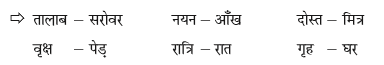 ⇨ तालाब – सरोवर नयन – आँख दोस्त – मित्र
वृक्ष – पेड़ रात्रि – रात गृह – घर